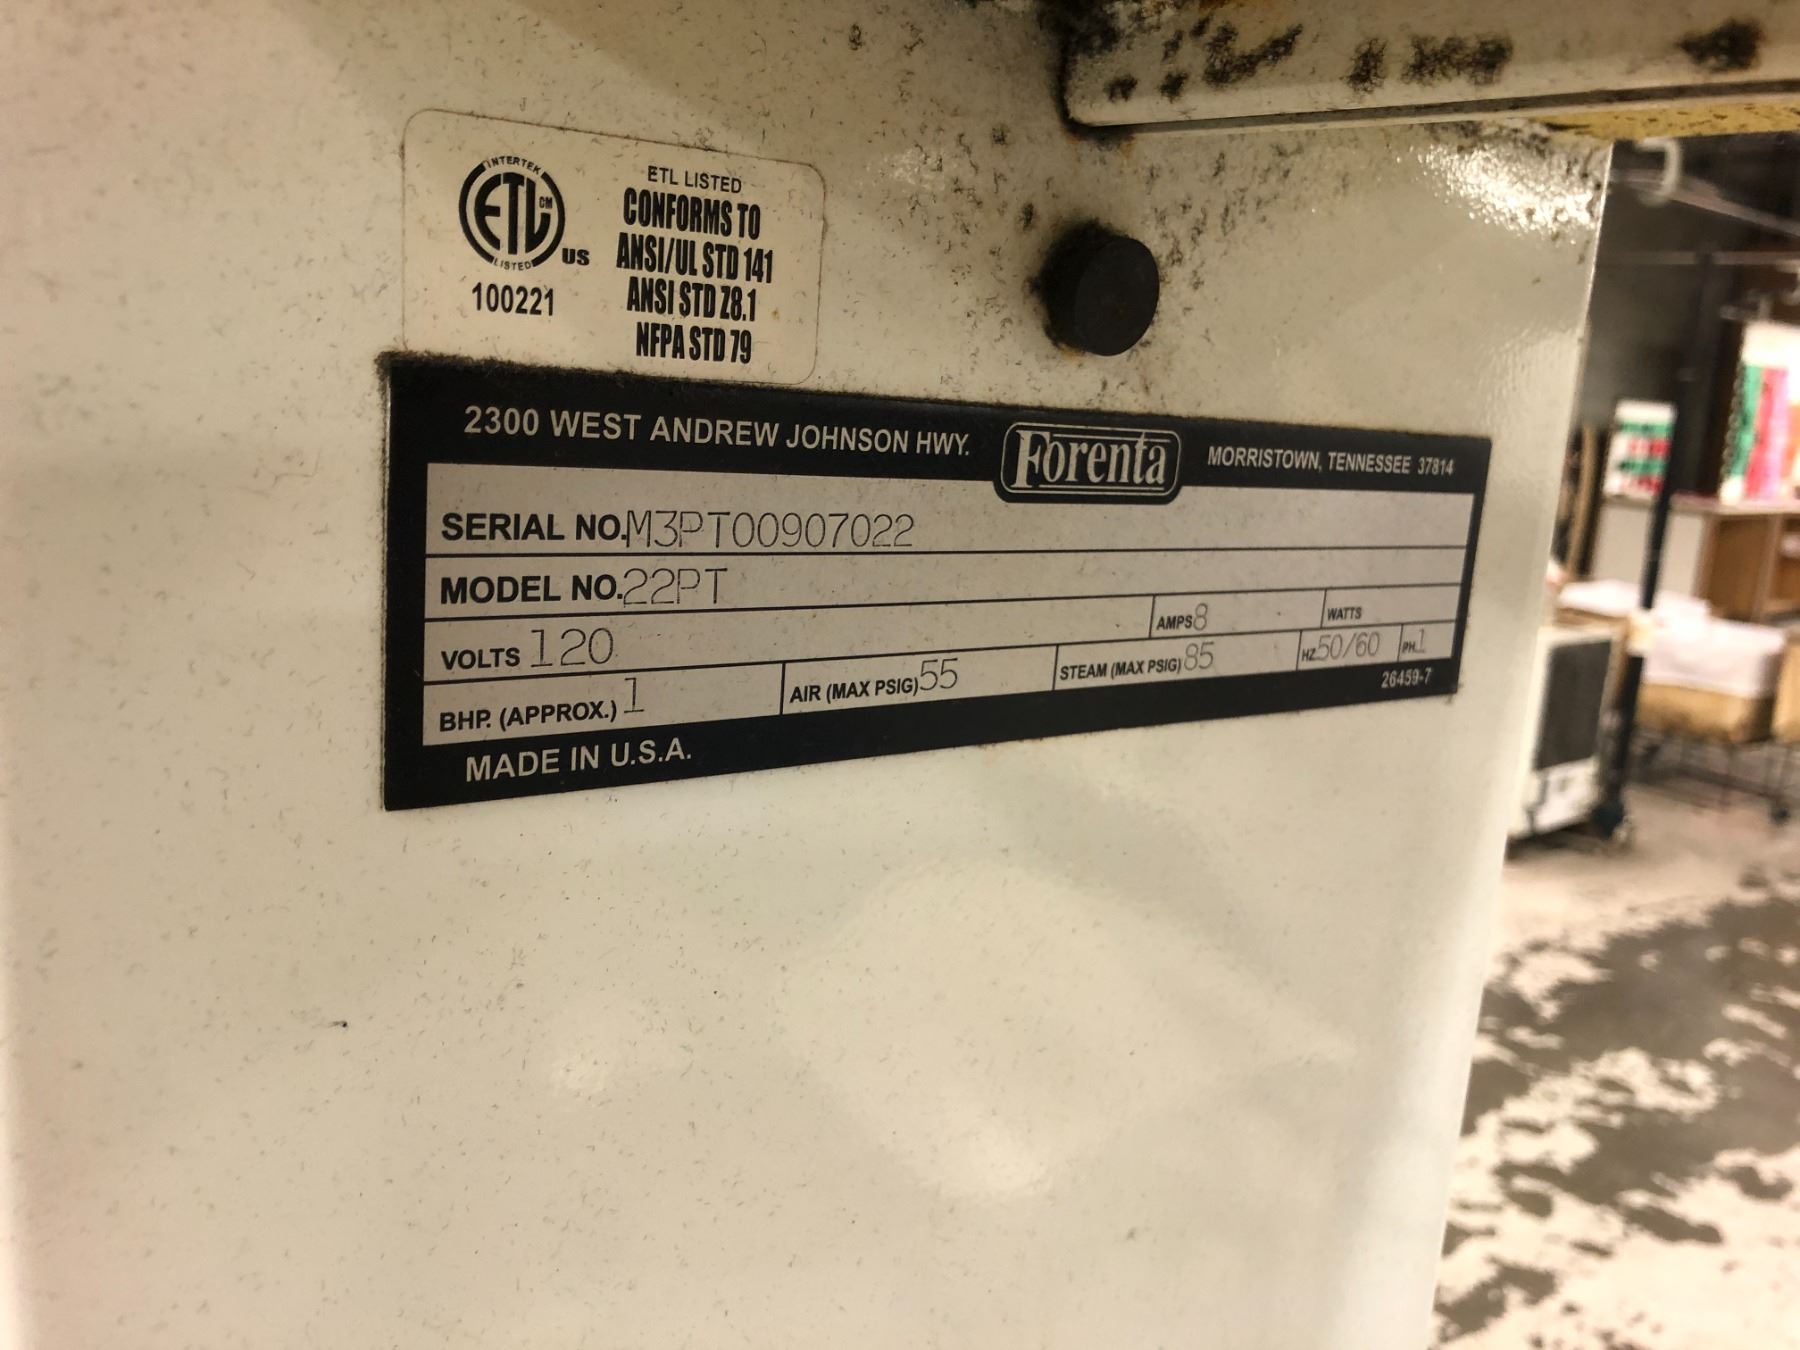 INTERTEK
ETL CM
LISTED
US
100221
ETL LISTED
CONFORMS TO
ANSI/UL STD 141
ANSI STD Z8.1
NFPA STD 79
2300 WEST ANDREW JOHNSON HWY. Forenta MORRISTOWN, TENNESSEE 37814
SERIAL NO. M3PT00907022
MODEL NO. 22PT
VOLTS 120 AMPS 8 WATTS
BHP. (APPROX.) 1 AIR (MAX PSIG) 55 STEAM (MAX PSIG) 85 HZ 50/60 PH. 1
26459-7
MADE IN U.S.A.